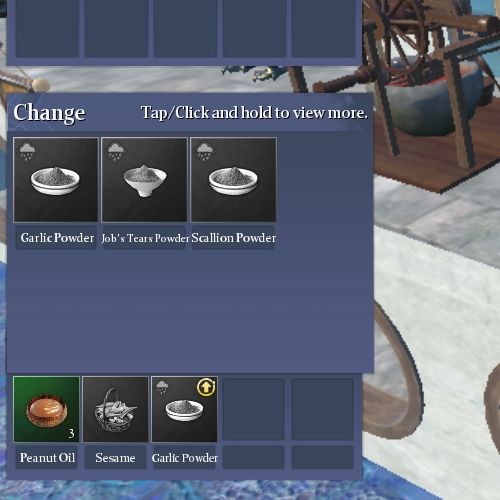 Change
Tap/Click and hold to view more.
Garlic Powder
Job's Tears Powder
Scallion Powder
3
Peanut Oil
Sesame
Garlic Powder